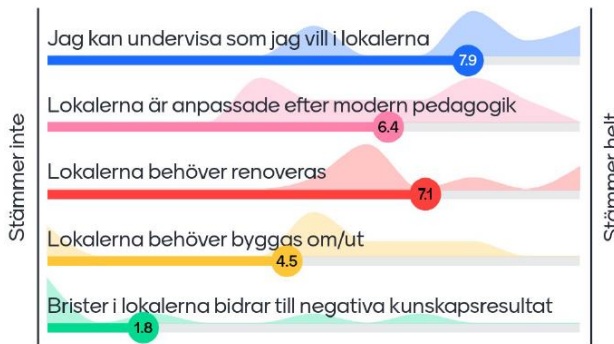 Jag kan undervisa som jag vill i lokalerna
7.9
Lokalerna är anpassade efter modern pedagogik
6.4
Lokalerna behöver renoveras
7.1
Lokalerna behöver byggas om/ut
4.5
Brister i lokalerna bidrar till negativa kunskapsresultat
1.8
Stämmer inte
Stämmer helt